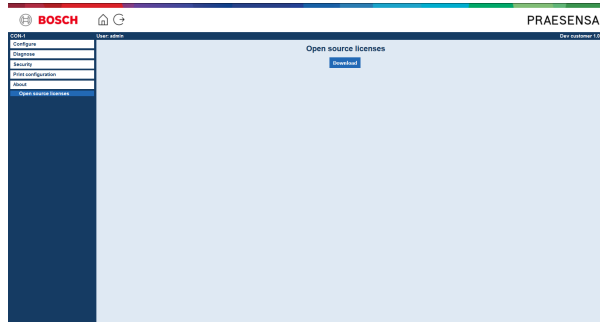 BOSCH
PRAESENSA
CON-1
User: admin
Dev customer 1.0
Configure
Diagnose
Security
Print configuration
About
Open source licenses
Open source licenses
Download